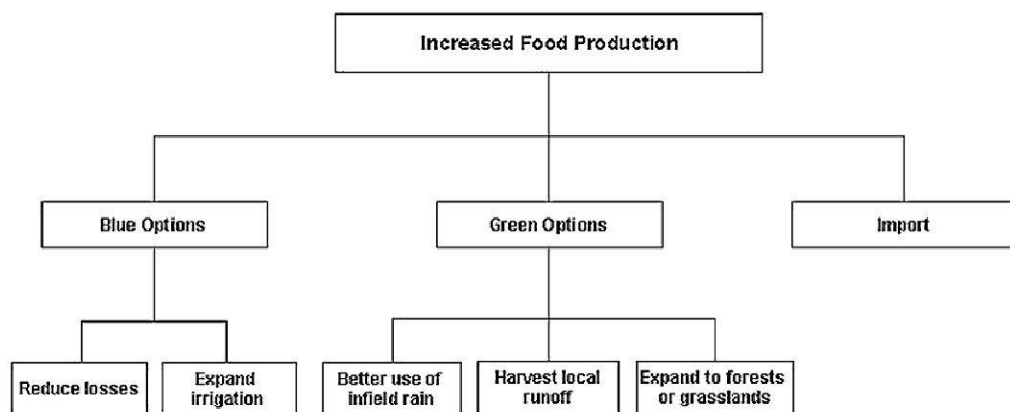 Increased Food Production
Blue Options
Green Options
Import
Reduce losses
Expand
irrigation
Better use of
infield rain
Harvest local
runoff
Expand to forests
or grasslands